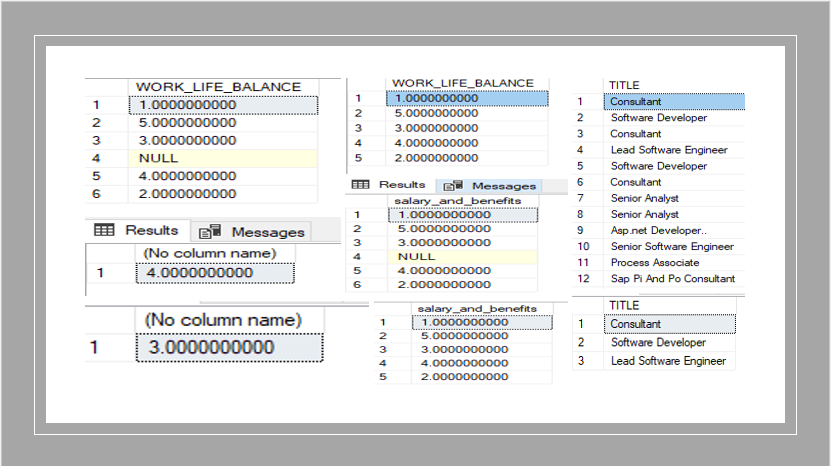 WORK_LIFE_BALANCE
1 1.0000000000
2 5.0000000000
3 3.0000000000
4 NULL
5 4.0000000000
6 2.0000000000
Results Messages
(No column name)
1 4.0000000000
(No column name)
1 3.0000000000
WORK_LIFE_BALANCE
1 1.0000000000
2 5.0000000000
3 3.0000000000
4 4.0000000000
5 2.0000000000
Results Messages
salary_and_benefits
1 1.0000000000
2 5.0000000000
3 3.0000000000
4 NULL
5 4.0000000000
6 2.0000000000
salary_and_benefits
1 1.0000000000
2 5.0000000000
3 3.0000000000
4 4.0000000000
5 2.0000000000
TITLE
1 Consultant
2 Software Developer
3 Consultant
4 Lead Software Engineer
5 Software Developer
6 Consultant
7 Senior Analyst
8 Senior Analyst
9 Asp.net Developer..
10 Senior Software Engineer
11 Process Associate
12 Sap Pi And Po Consultant
TITLE
1 Consultant
2 Software Developer
3 Lead Software Engineer